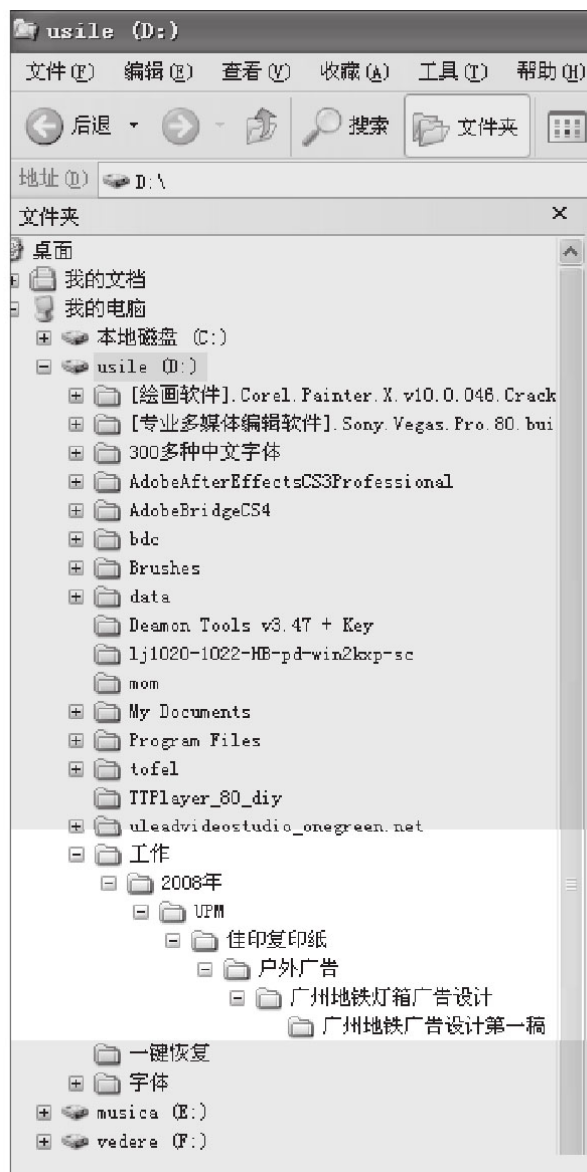 usile (D:)
文件(F) 编辑(E) 查看(V) 收藏(A) 工具(T) 帮助(H)
后退 搜索 文件夹
地址(D) D:\
文件夹 ×
桌面
我的文档
我的电脑
本地磁盘 (C:)
usile (D:)
[绘画软件].Corel.Painter.X.v10.0.046.Crack
[专业多媒体编辑软件].Sony.Vegas.Pro.80.bui
300多种中文字体
AdobeAfterEffectsCS3Professional
AdobeBridgeCS4
bdc
Brushes
data
Deamon Tools v3.47 + Key
lj1020-1022-HB-pd-win2kxp-sc
mom
My Documents
Program Files
tofel
TTPlayer_80_diy
uleadvideostudio_onegreen.net
工作
2008年
UPM
佳印复印纸
户外广告
广州地铁灯箱广告设计
广州地铁广告设计第一稿
一键恢复
字体
musica (E:)
vedere (F:)